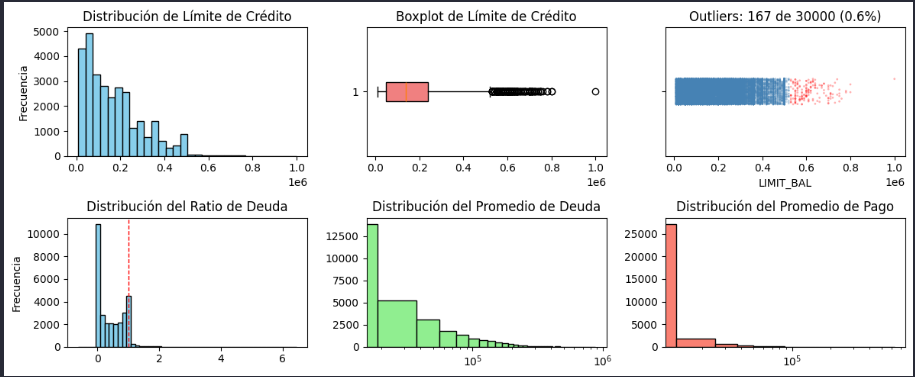 Distribución de Límite de Crédito
Boxplot de Límite de Crédito
Outliers: 167 de 30000 (0.6%)
Frecuencia
5000
4000
3000
2000
1000
0
0.0 0.2 0.4 0.6 0.8 1.0
1e6
1
0.0 0.2 0.4 0.6 0.8 1.0
1e6
0.0 0.2 0.4 0.6 0.8 1.0
LIMIT_BAL
1e6
Distribución del Ratio de Deuda
Distribución del Promedio de Deuda
Distribución del Promedio de Pago
Frecuencia
10000
8000
6000
4000
2000
0
0 2 4 6
12500
10000
7500
5000
2500
0
10⁵ 10⁶
25000
20000
15000
10000
5000
0
10⁵